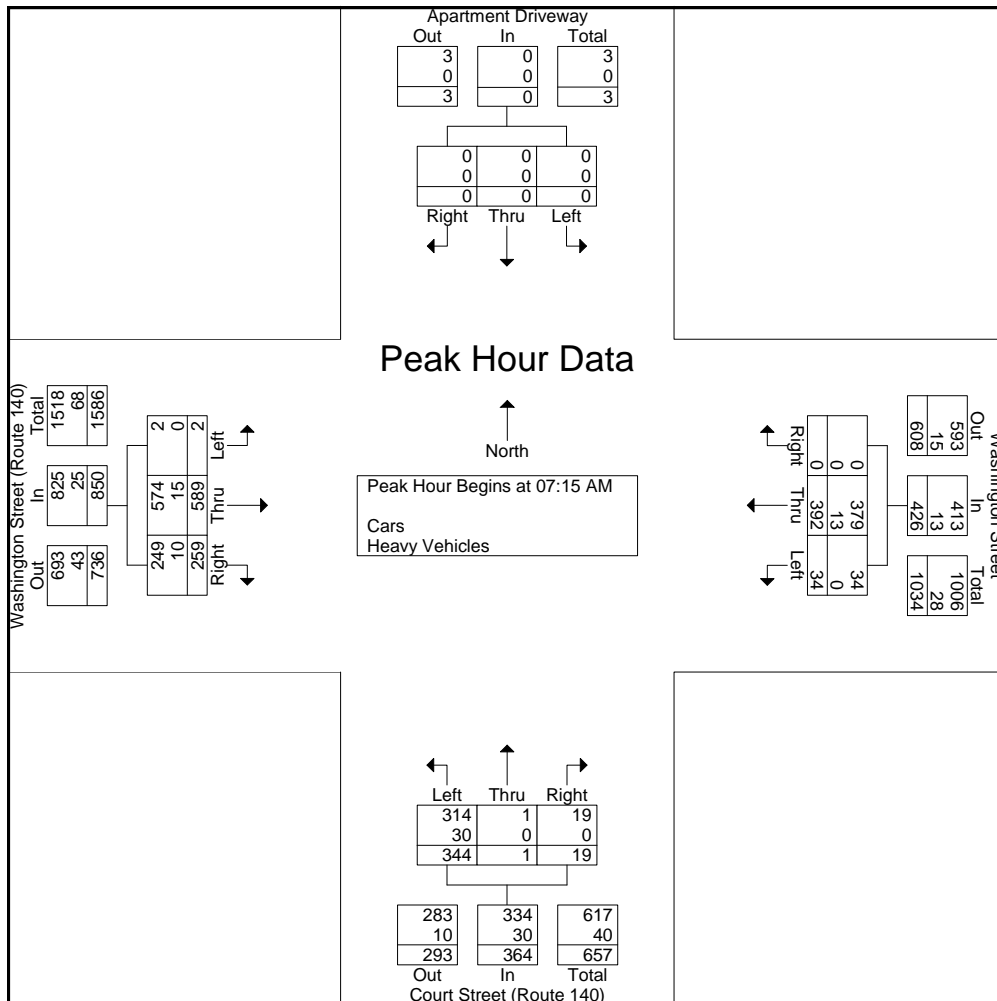 Apartment Driveway
Out In Total
3 0 3
0 0 0
3 0 3
0 0 0
0 0 0
0 0 0
Right Thru Left
Peak Hour Data
North
Peak Hour Begins at 07:15 AM
Cars
Heavy Vehicles
Washington Street (Route 140)
Total In Out
1518 825 693
68 25 43
1586 850 736
2 574 249
0 15 10
2 589 259
Left Thru Right
Washington Street
Out In Total
593 413 1006
15 13 28
608 426 1034
0 379 34
0 13 0
0 392 34
Right Thru Left
Left Thru Right
314 1 19
30 0 0
344 1 19
283 334 617
10 30 40
293 364 657
Out In Total
Court Street (Route 140)